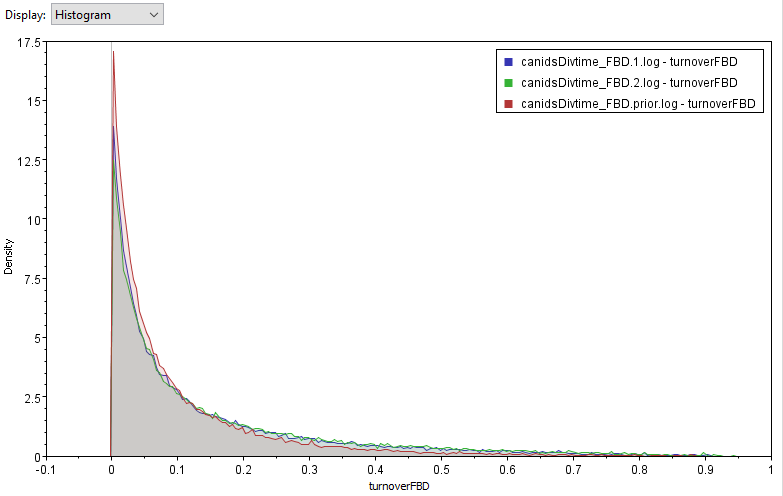 Display: Histogram
17.5
15
12.5
10
7.5
5
2.5
0
Density
canidsDivtime_FBD.1.log - turnoverFBD
canidsDivtime_FBD.2.log - turnoverFBD
canidsDivtime_FBD.prior.log - turnoverFBD
-0.1 0 0.1 0.2 0.3 0.4 0.5 0.6 0.7 0.8 0.9 1
turnoverFBD